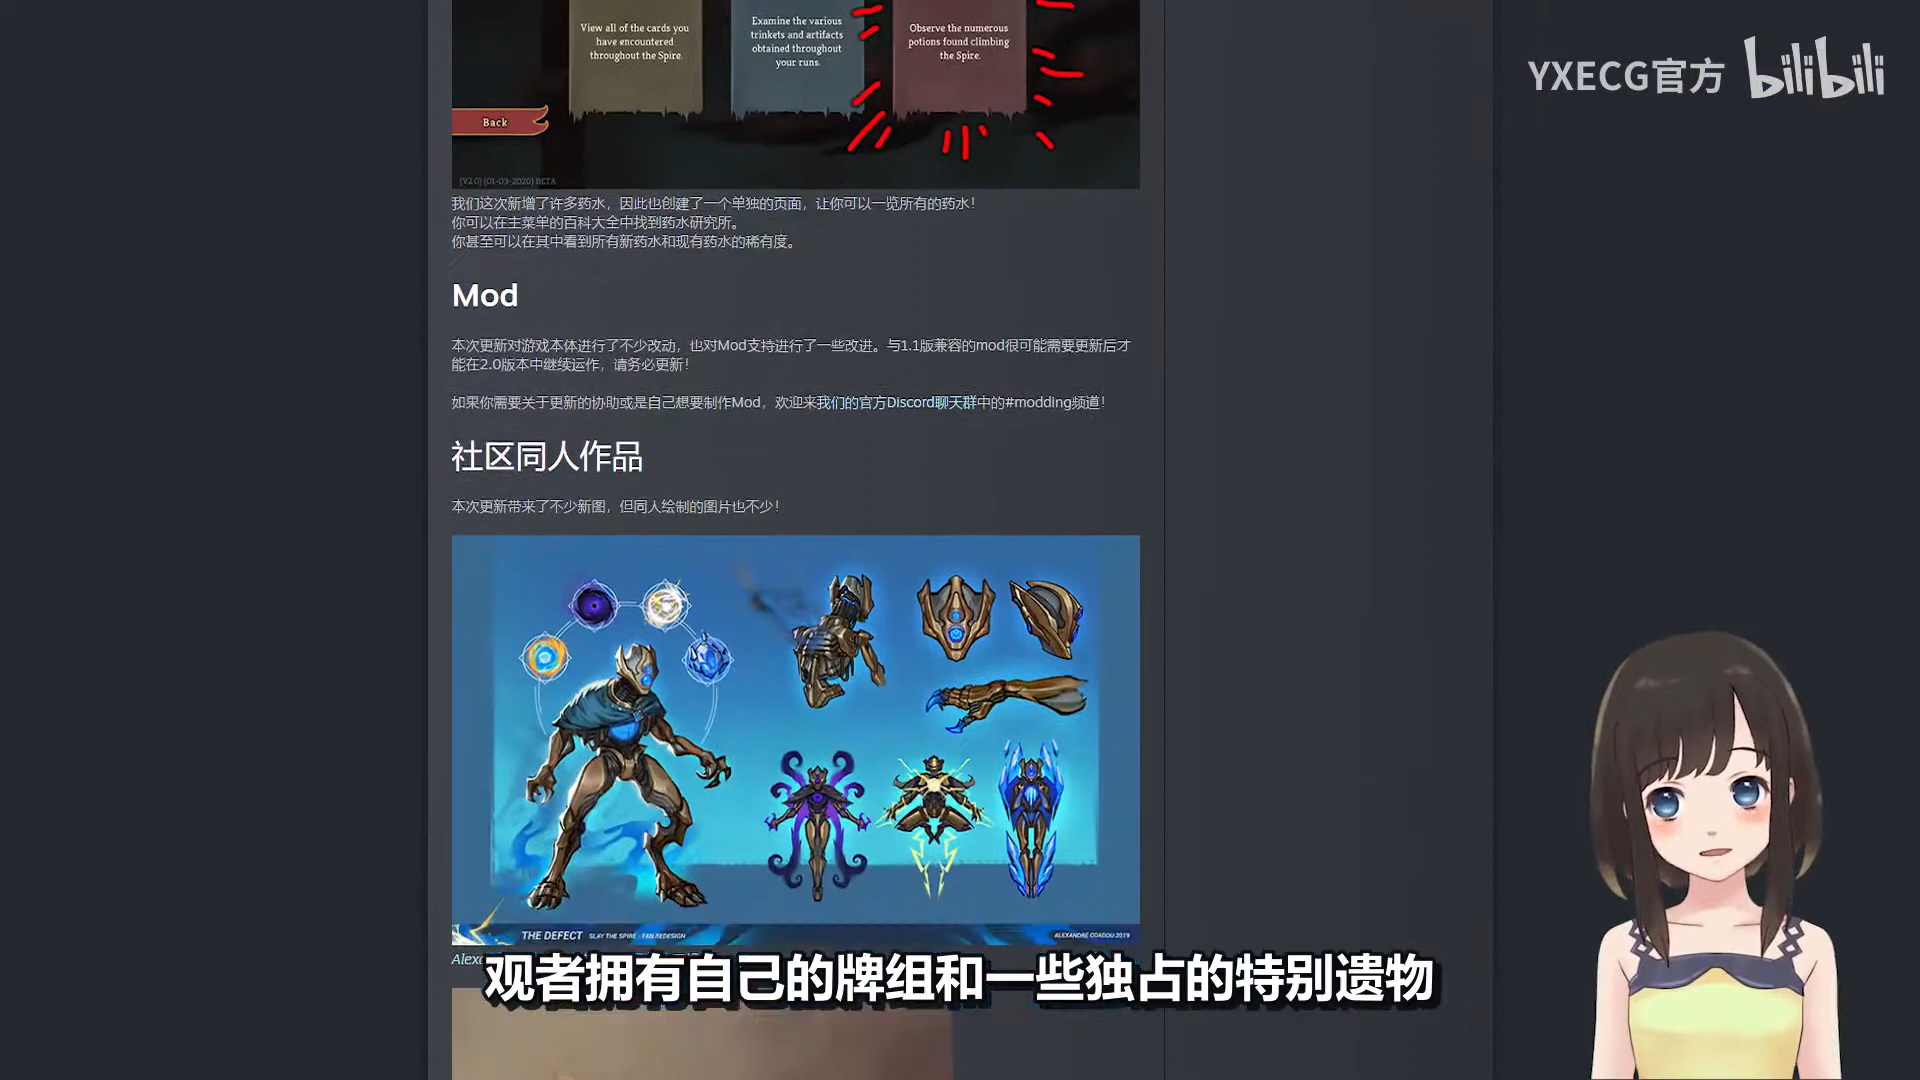 View all of the cards you
have encountered
throughout the Spire.
Examine the various
trinkets and artifacts
obtained throughout
your runs.
Observe the numerous
potions found climbing
the Spire.
YXECG官方 bilibili
Back
[V2.0] (01-03-2020) BETA
我们这次新增了许多药水，因此也创建了一个单独的页面，让你可以一览所有的药水！
你可以在主菜单的百科大全中找到药水研究所。
你甚至可以在其中看到所有新药水和现有药水的稀有度。
Mod
本次更新对游戏本体进行了不少改动，也对Mod支持进行了一些改进。与1.1版兼容的mod很可能需要更新后才
能在2.0版本中继续运作，请务必更新！
如果你需要关于更新的协助或是自己想要制作Mod，欢迎来我们的官方Discord聊天群中的#modding频道！
社区同人作品
本次更新带来了不少新图，但同人绘制的图片也不少！
THE DEFECT SLAY THE SPIRE - FAN REDESIGN
ALEXANDRE COADOU 2019
观者拥有自己的牌组和一些独占的特别遗物